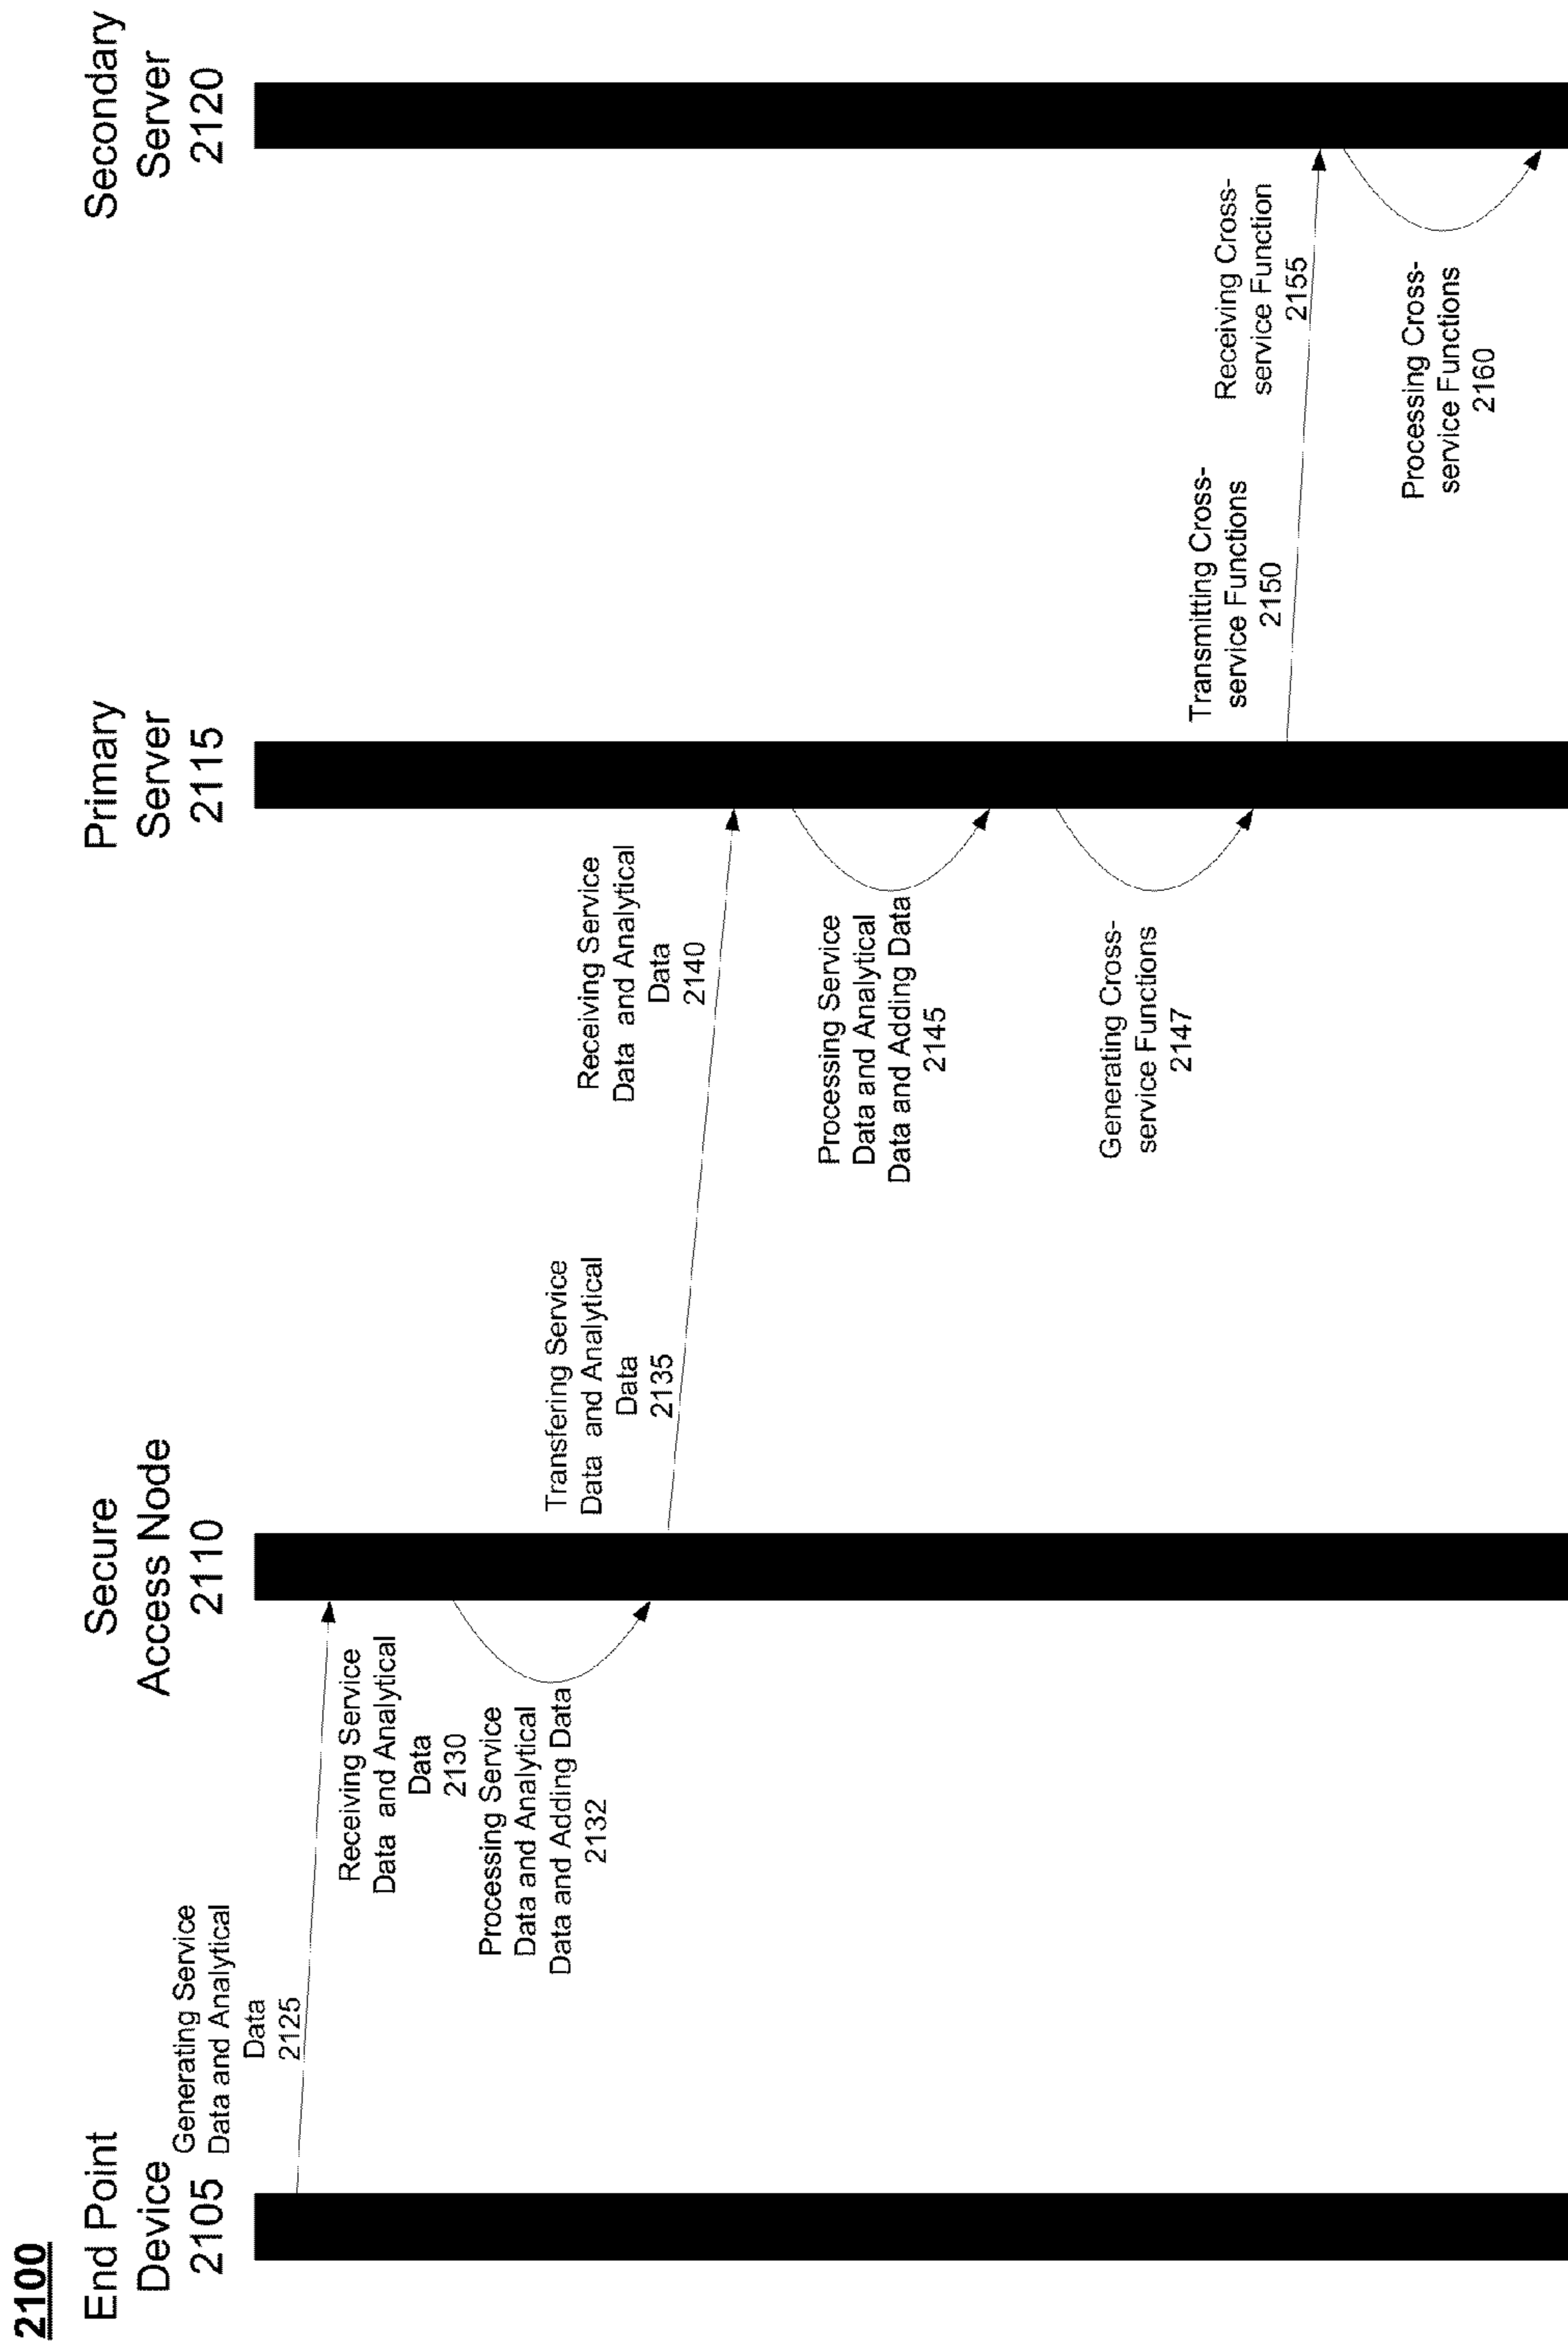 2100
End Point
Device
2105
Secure
Access Node
2110
Primary
Server
2115
Secondary
Server
2120
Generating Service
Data and Analytical
Data
2125
Receiving Service
Data and Analytical
Data
2130
Processing Service
Data and Analytical
Data and Adding Data
2132
Transfering Service
Data and Analytical
Data
2135
Receiving Service
Data and Analytical
Data
2140
Processing Service
Data and Analytical
Data and Adding Data
2145
Generating Cross-
service Functions
2147
Transmitting Cross-
service Functions
2150
Receiving Cross-
service Function
2155
Processing Cross-
service Functions
2160